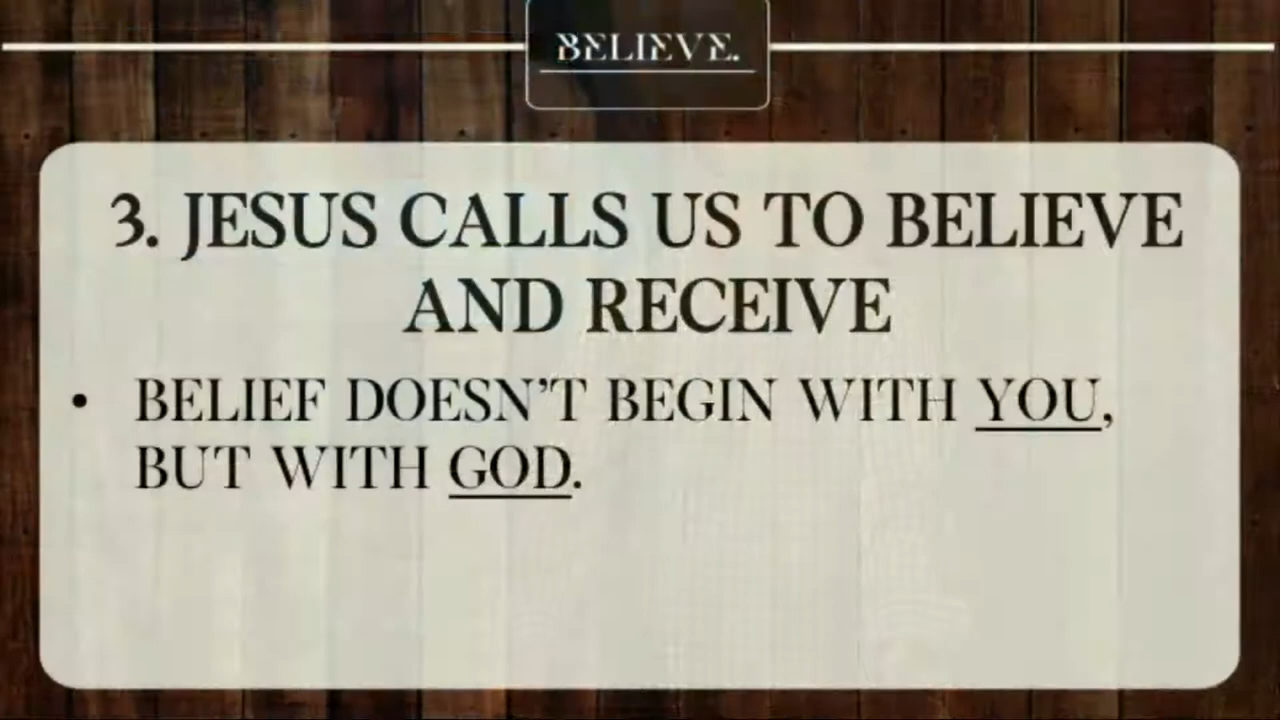 BELIEVE.
3. JESUS CALLS US TO BELIEVE
AND RECEIVE
• BELIEF DOESN’T BEGIN WITH YOU,
BUT WITH GOD.